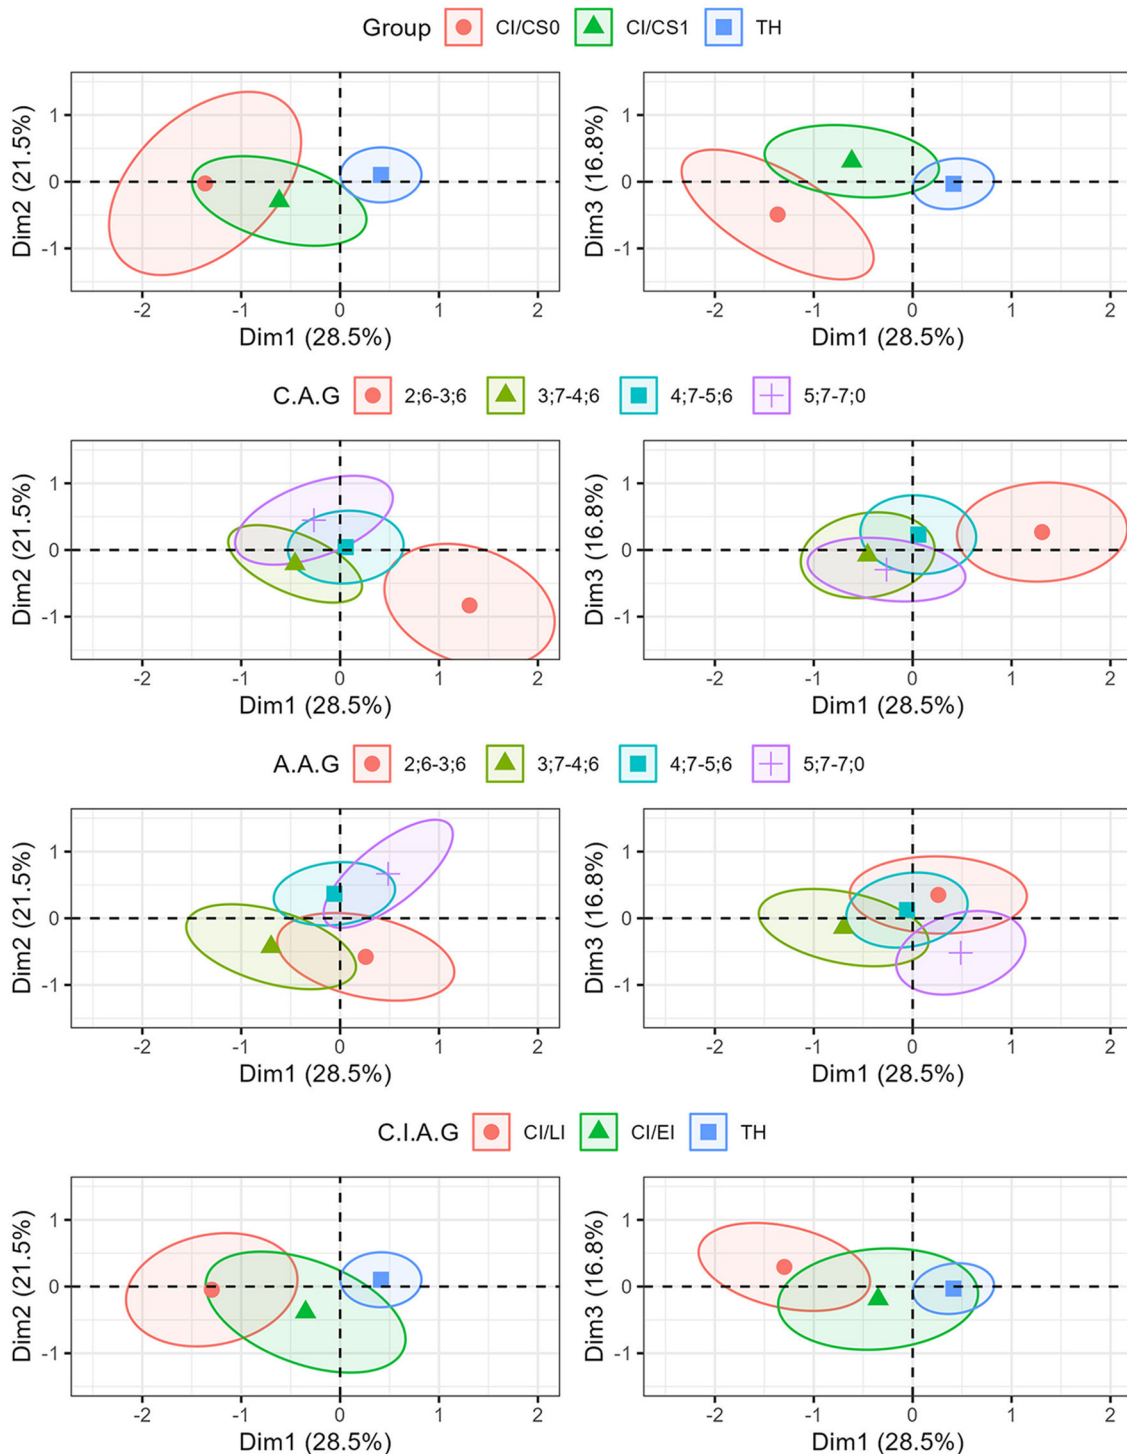 Group CI/CS0 CI/CS1 TH
Dim2 (21.5%)
1
0
-1
-2 -1 0 1 2
Dim1 (28.5%)
Dim3 (16.8%)
1
0
-1
-2 -1 0 1 2
Dim1 (28.5%)
C.A.G 2;6-3;6 3;7-4;6 4;7-5;6 5;7-7;0
Dim2 (21.5%)
1
0
-1
-2 -1 0 1 2
Dim1 (28.5%)
Dim3 (16.8%)
1
0
-1
-2 -1 0 1 2
Dim1 (28.5%)
A.A.G 2;6-3;6 3;7-4;6 4;7-5;6 5;7-7;0
Dim2 (21.5%)
1
0
-1
-2 -1 0 1 2
Dim1 (28.5%)
Dim3 (16.8%)
1
0
-1
-2 -1 0 1 2
Dim1 (28.5%)
C.I.A.G CI/LI CI/EI TH
Dim2 (21.5%)
1
0
-1
-2 -1 0 1 2
Dim1 (28.5%)
Dim3 (16.8%)
1
0
-1
-2 -1 0 1 2
Dim1 (28.5%)